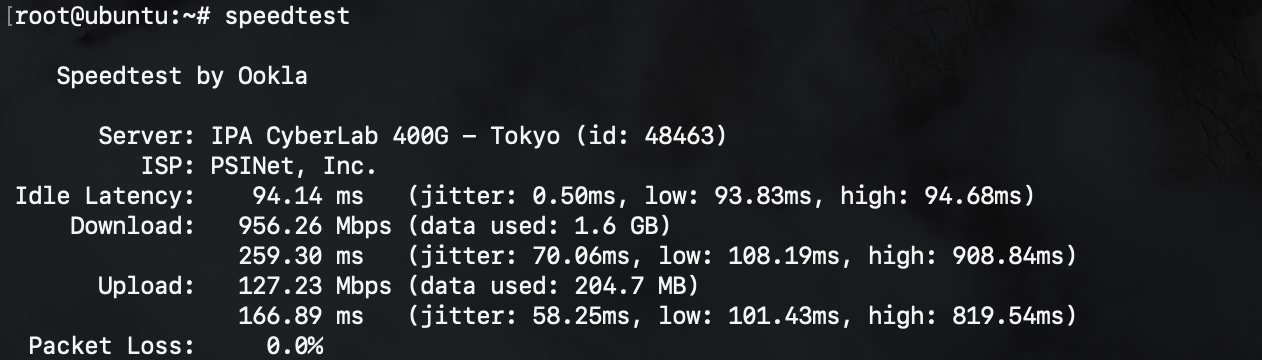 [root@ubuntu:~# speedtest
Speedtest by Ookla
Server: IPA CyberLab 400G – Tokyo (id: 48463)
ISP: PSINet, Inc.
Idle Latency: 94.14 ms (jitter: 0.50ms, low: 93.83ms, high: 94.68ms)
Download: 956.26 Mbps (data used: 1.6 GB)
259.30 ms (jitter: 70.06ms, low: 108.19ms, high: 908.84ms)
Upload: 127.23 Mbps (data used: 204.7 MB)
166.89 ms (jitter: 58.25ms, low: 101.43ms, high: 819.54ms)
Packet Loss: 0.0%